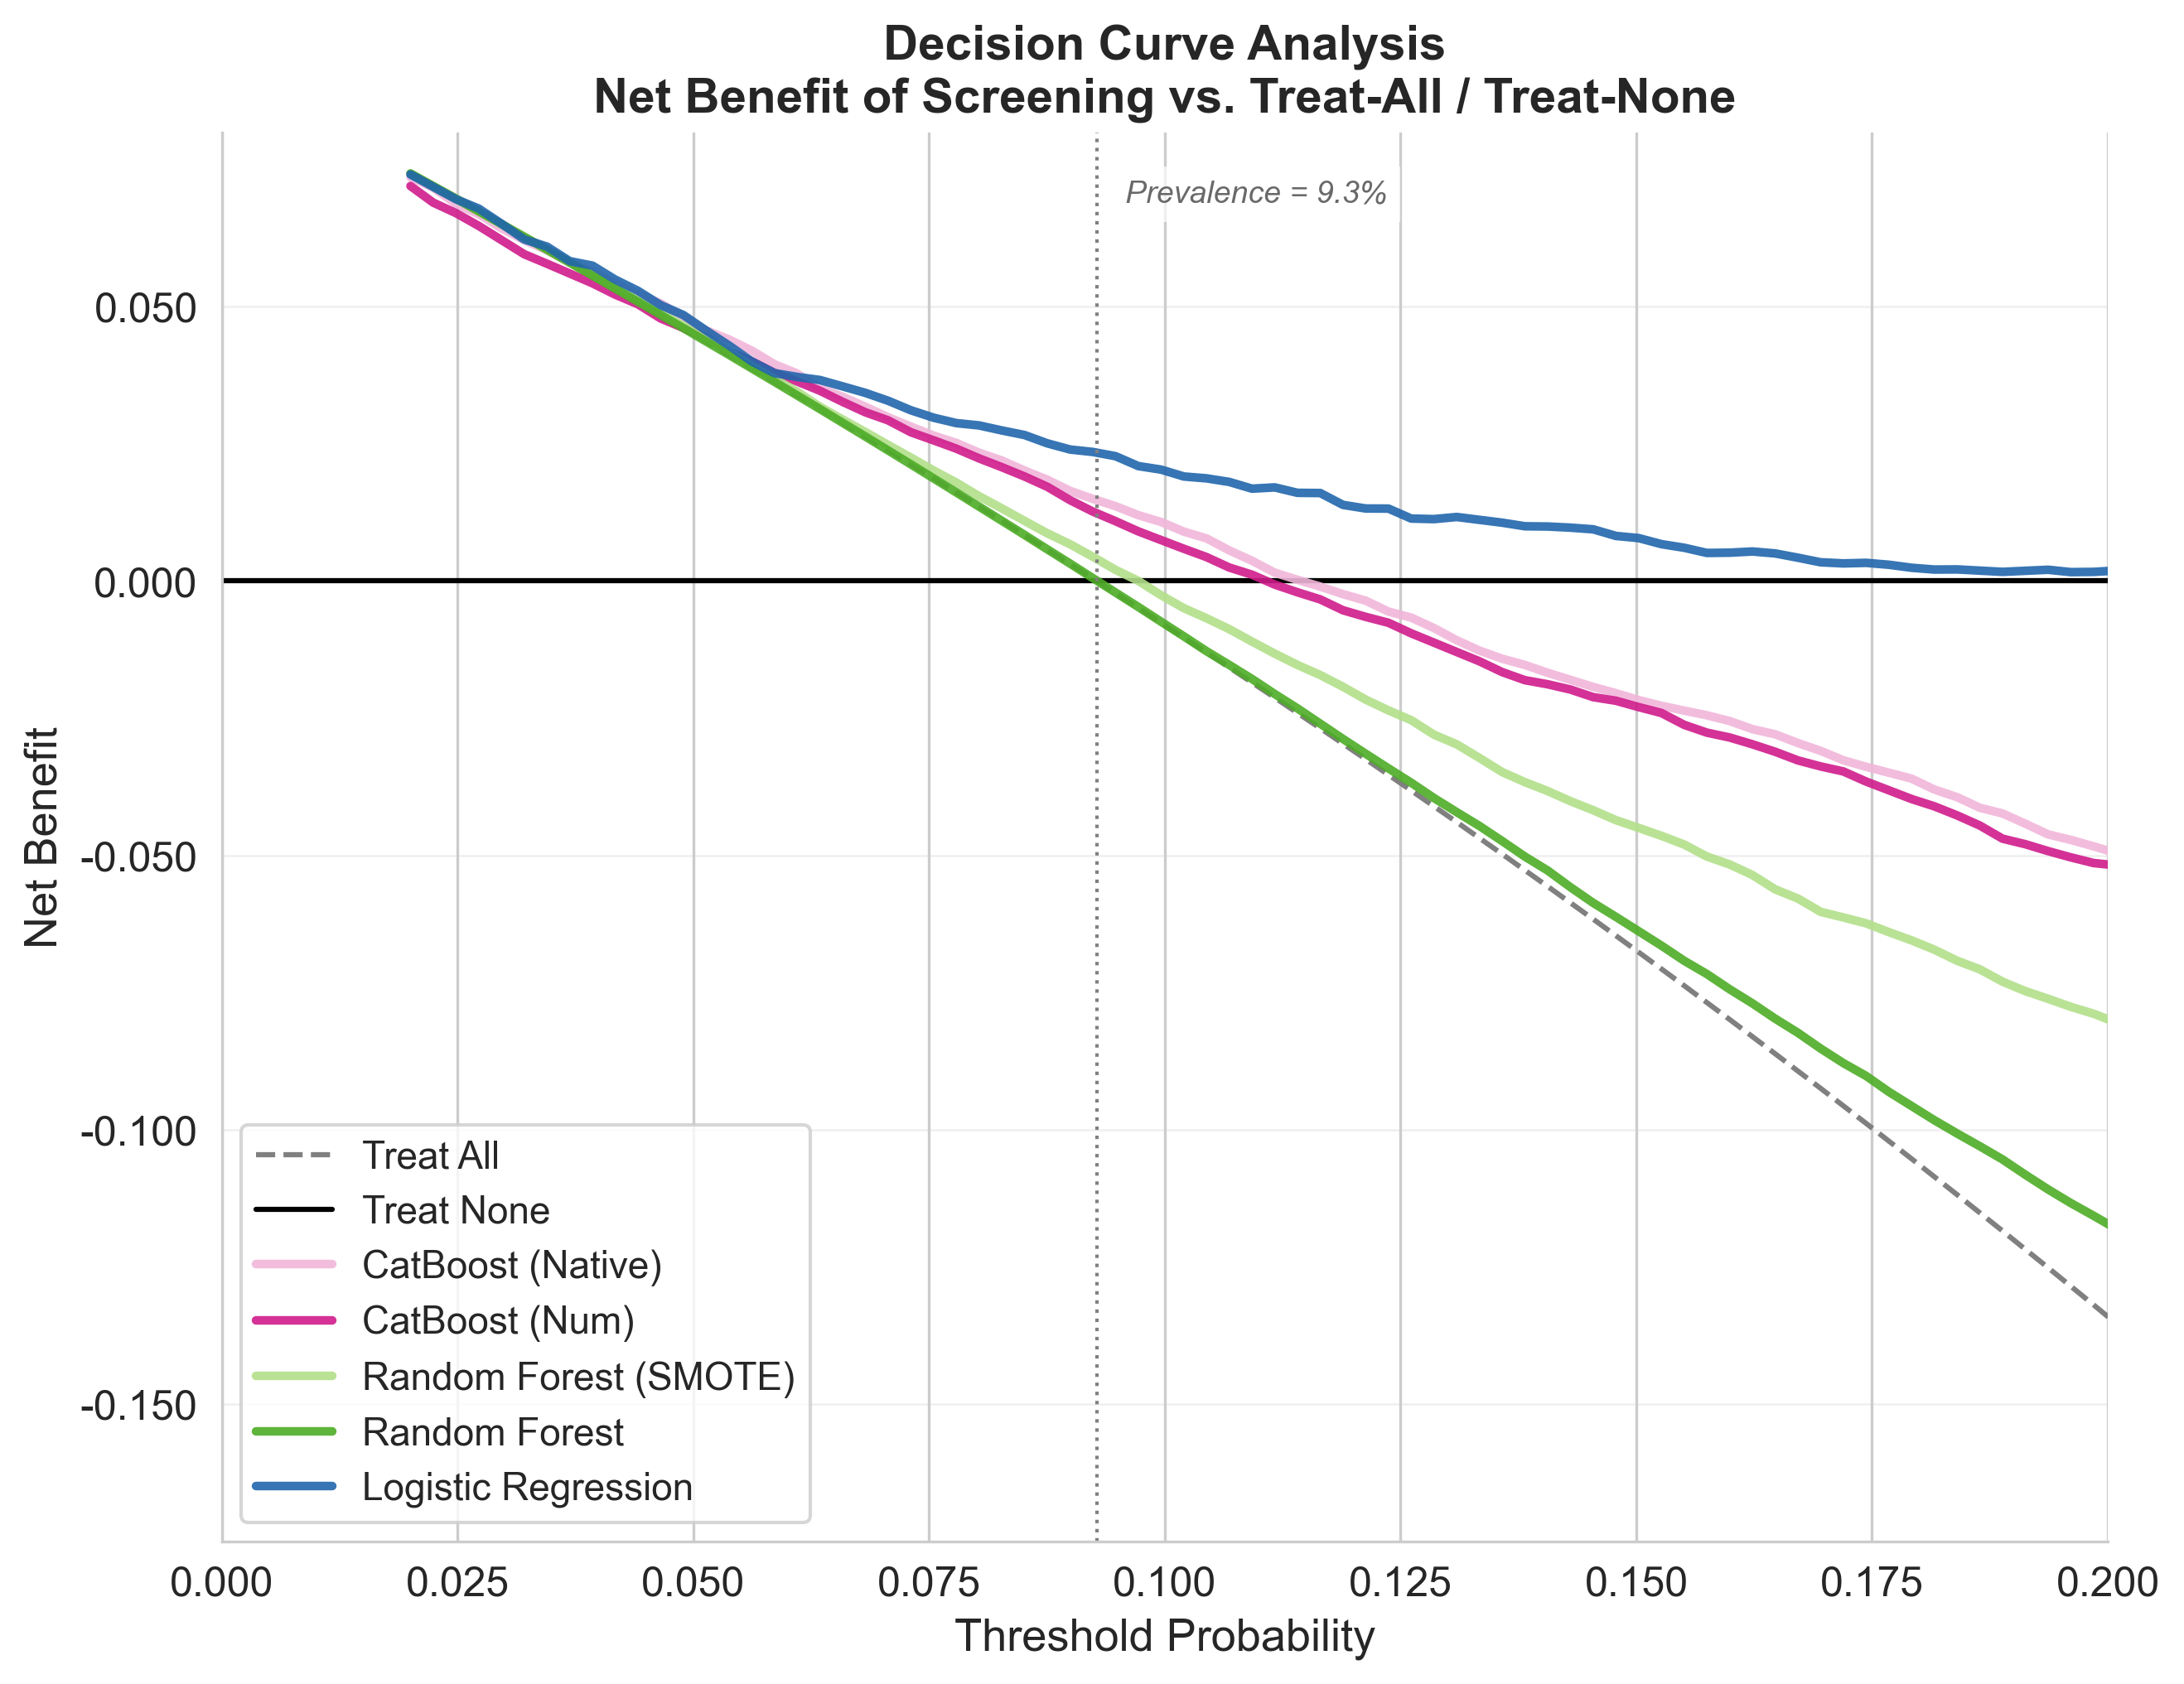 Decision Curve Analysis
Net Benefit of Screening vs. Treat-All / Treat-None
Prevalence = 9.3%
Net Benefit
0.050
0.000
-0.050
-0.100
-0.150
Treat All
Treat None
CatBoost (Native)
CatBoost (Num)
Random Forest (SMOTE)
Random Forest
Logistic Regression
0.000 0.025 0.050 0.075 0.100 0.125 0.150 0.175 0.200
Threshold Probability